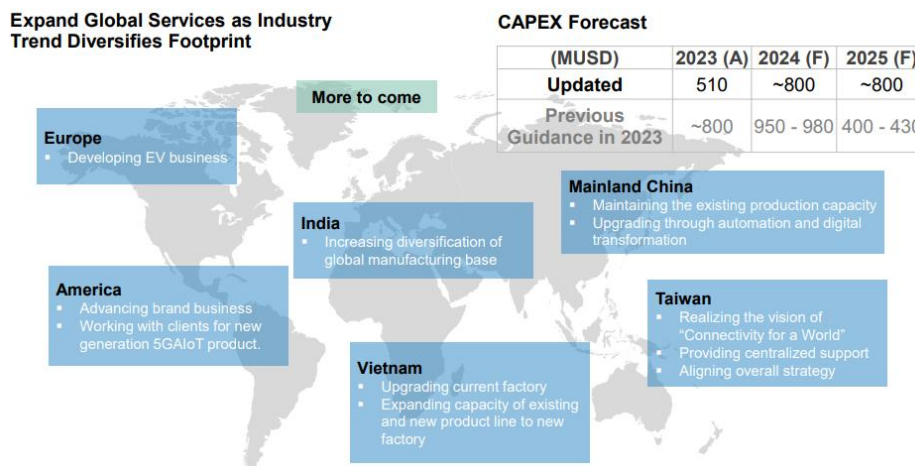 Expand Global Services as Industry
Trend Diversifies Footprint
CAPEX Forecast
(MUSD) 2023 (A) 2024 (F) 2025 (F)
Updated 510 ~800 ~800
Previous
Guidance in 2023 ~800 950 - 980 400 - 430
More to come
Europe
▪ Developing EV business
Mainland China
▪ Maintaining the existing production capacity
▪ Upgrading through automation and digital
transformation
India
▪ Increasing diversification of
global manufacturing base
America
▪ Advancing brand business
▪ Working with clients for new
generation 5GAIoT product.
Taiwan
▪ Realizing the vision of
“Connectivity for a World”
▪ Providing centralized support
▪ Aligning overall strategy
Vietnam
▪ Upgrading current factory
▪ Expanding capacity of existing
and new product line to new
factory